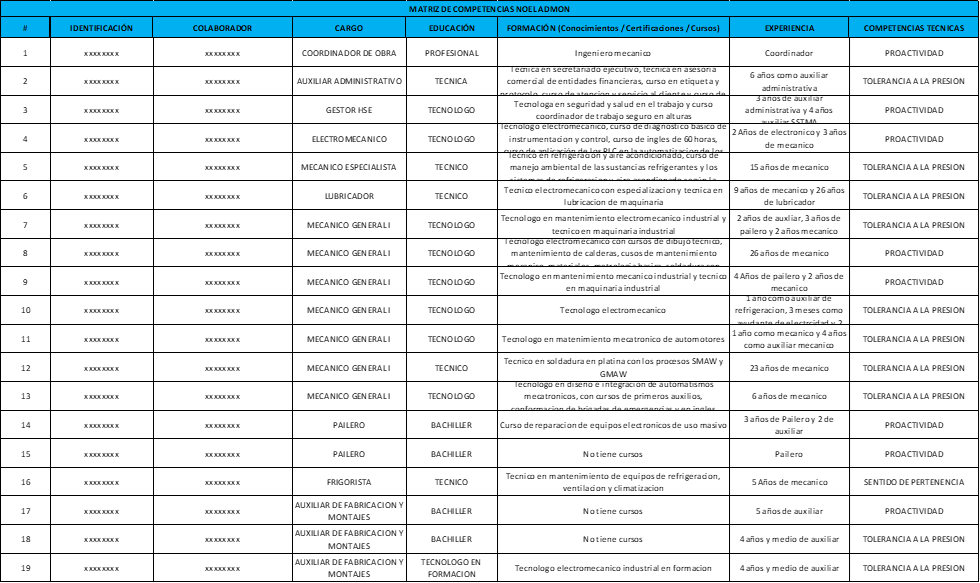 MATRIZ DE COMPETENCIAS NOEL ADMON
# IDENTIFICACIÓN COLABORADOR CARGO EDUCACIÓN FORMACIÓN (Conocimientos / Certificaciones / Cursos) EXPERIENCIA COMPETENCIAS TECNICAS
1 xxxxxxxx xxxxxxxx COORDINADOR DE OBRA PROFESIONAL Ingeniero mecanico Coordinador PROACTIVIDAD
2 xxxxxxxx xxxxxxxx AUXILIAR ADMINISTRATIVO TECNICA
Tecnica en secretariado ejecutivo, tecnica en asesoria
comercial de entidades financieras, curso en etiqueta y
protocolo, curso de atencion y servicio al cliente y curso de
6 años como auxiliar
administrativa
TOLERANCIA A LA PRESION
3 xxxxxxxx xxxxxxxx GESTOR HSE TECNOLOGO
Tecnologa en seguridad y salud en el trabajo y curso
coordinador de trabajo seguro en alturas
3 años de auxiliar
administrativa y 4 años
auxiliar SSTMA
PROACTIVIDAD
4 xxxxxxxx xxxxxxxx ELECTROMECANICO TECNOLOGO
Tecnologo electromecanico, curso de diagnostico basico de
instrumentacion y control, curso de ingles de 60 horas,
curso de aplicación de los PLC en la automatizacion de los
2 Años de electronico y 3 años
de mecanico
PROACTIVIDAD
5 xxxxxxxx xxxxxxxx MECANICO ESPECIALISTA TECNICO
Tecnico en refrigeracion y aire acondicionado, curso de
manejo ambiental de las sustancias refrigerantes y los
sistemas de refrigeracion y aire acondicionado según la
15 años de mecanico
TOLERANCIA A LA PRESION
6 xxxxxxxx xxxxxxxx LUBRICADOR TECNICO
Tecnico electromecanico con especializacion y tecnica en
lubricacion de maquinaria
9 años de mecanico y 26 años
de lubricador
TOLERANCIA A LA PRESION
7 xxxxxxxx xxxxxxxx MECANICO GENERAL I TECNOLOGO
Tecnologo en mantenimiento electromecanico industrial y
tecnico en maquinaria industrial
2 años de auxliar, 3 años de
pailero y 2 años mecanico
TOLERANCIA A LA PRESION
8 xxxxxxxx xxxxxxxx MECANICO GENERAL I TECNOLOGO
Tecnologo electromecanico con cursos de dibujo tecnico,
mantenimiento de calderas, cusos de mantenimiento
mecanico, materiales, metrologia basica, soldadura con
26 años de mecanico
PROACTIVIDAD
9 xxxxxxxx xxxxxxxx MECANICO GENERAL I TECNOLOGO
Tecnologo en mantenimiento mecanico industrial y tecnico
en maquinaria industrial
4 Años de pailero y 2 años de
mecanico
PROACTIVIDAD
10 xxxxxxxx xxxxxxxx MECANICO GENERAL I TECNOLOGO
Tecnologo electromecanico
1 año como auxiliar de
refrigeracion, 3 meses como
ayudante de electrcidad y 2
TOLERANCIA A LA PRESION
11 xxxxxxxx xxxxxxxx MECANICO GENERAL I TECNOLOGO
Tecnologo en matenimiento mecatronico de automotores
1 año como mecanico y 4 años
como auxiliar mecanico
TOLERANCIA A LA PRESION
12 xxxxxxxx xxxxxxxx MECANICO GENERAL I TECNICO
Tecnico en soldadura en platina con los procesos SMAW y
GMAW
23 años de mecanico
TOLERANCIA A LA PRESION
13 xxxxxxxx xxxxxxxx MECANICO GENERAL I TECNOLOGO
Tecnologo en diseño e integracion de automatismos
mecatronicos, con cursos de primeros auxilios,
conformacion de brigadas de emergencias y en ingles
6 años de mecanico
TOLERANCIA A LA PRESION
14 xxxxxxxx xxxxxxxx PAILERO BACHILLER
Curso de reparacion de equipos electronicos de uso masivo
3 años de Pailero y 2 de
auxiliar
PROACTIVIDAD
15 xxxxxxxx xxxxxxxx PAILERO BACHILLER No tiene cursos Pailero PROACTIVIDAD
16 xxxxxxxx xxxxxxxx FRIGORISTA TECNICO
Tecnico en mantenimiento de equipos de refrigeracion,
ventilacion y climatizacion
5 Años de mecanico
SENTIDO DE PERTENENCIA
17 xxxxxxxx xxxxxxxx
AUXILIAR DE FABRICACION Y
MONTAJES
BACHILLER No tiene cursos 5 años de auxiliar PROACTIVIDAD
18 xxxxxxxx xxxxxxxx
AUXILIAR DE FABRICACION Y
MONTAJES
BACHILLER No tiene cursos 4 años y medio de auxiliar TOLERANCIA A LA PRESION
19 xxxxxxxx xxxxxxxx
AUXILIAR DE FABRICACION Y
MONTAJES
TECNOLOGO EN
FORMACION
Tecnologo electromecanico industrial en formacion 4 años y medio de auxiliar TOLERANCIA A LA PRESION